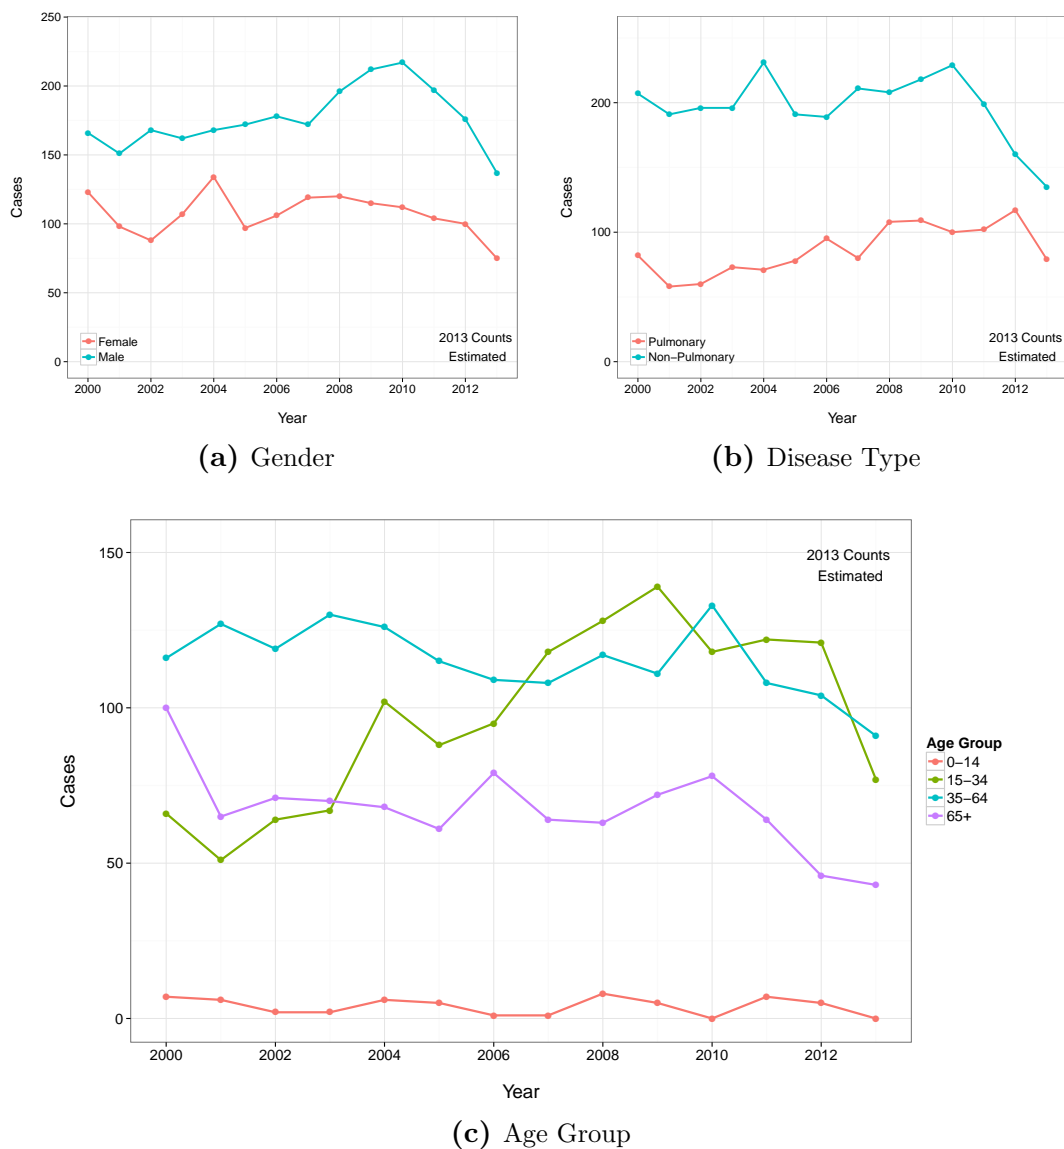 250
200
150
100
50
0
Cases
Female
Male
2013 Counts
Estimated
2000 2002 2004 2006 2008 2010 2012
Year
(a) Gender
200
100
0
Cases
Pulmonary
Non−Pulmonary
2013 Counts
Estimated
2000 2002 2004 2006 2008 2010 2012
Year
(b) Disease Type
150
100
50
0
Cases
2013 Counts
Estimated
Age Group
0−14
15−34
35−64
65+
2000 2002 2004 2006 2008 2010 2012
Year
(c) Age Group